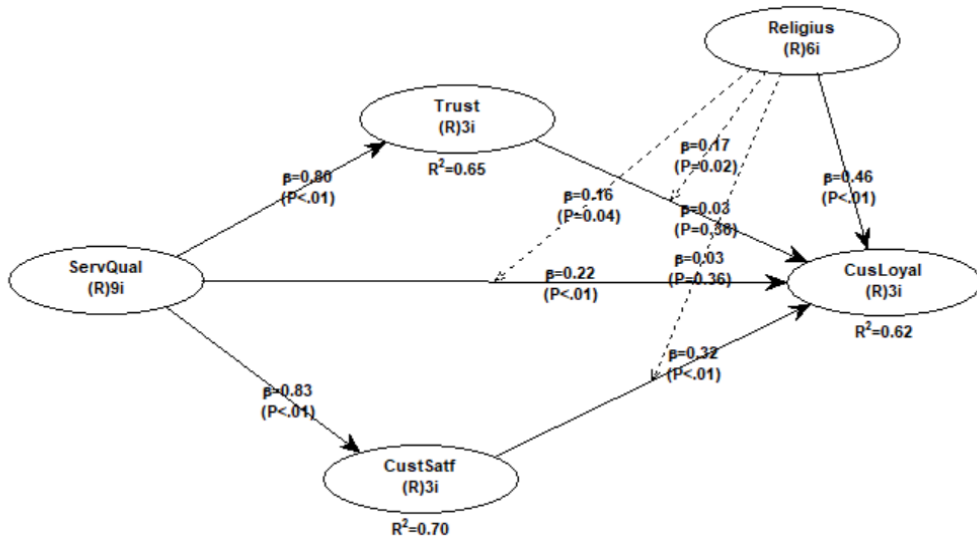 Religius
(R)6i
Trust
(R)3i
R²=0.65
β=0.17
(P=0.02)
β=0.80
(P<.01)
β=0.16
(P=0.04)
β=0.03
(P=0.36)
β=0.46
(P<.01)
ServQual
(R)9i
β=0.22
(P<.01)
β=0.03
(P=0.36)
CusLoyal
(R)3i
R²=0.62
β=0.32
(P<.01)
β=0.83
(P<.01)
CustSatf
(R)3i
R²=0.70